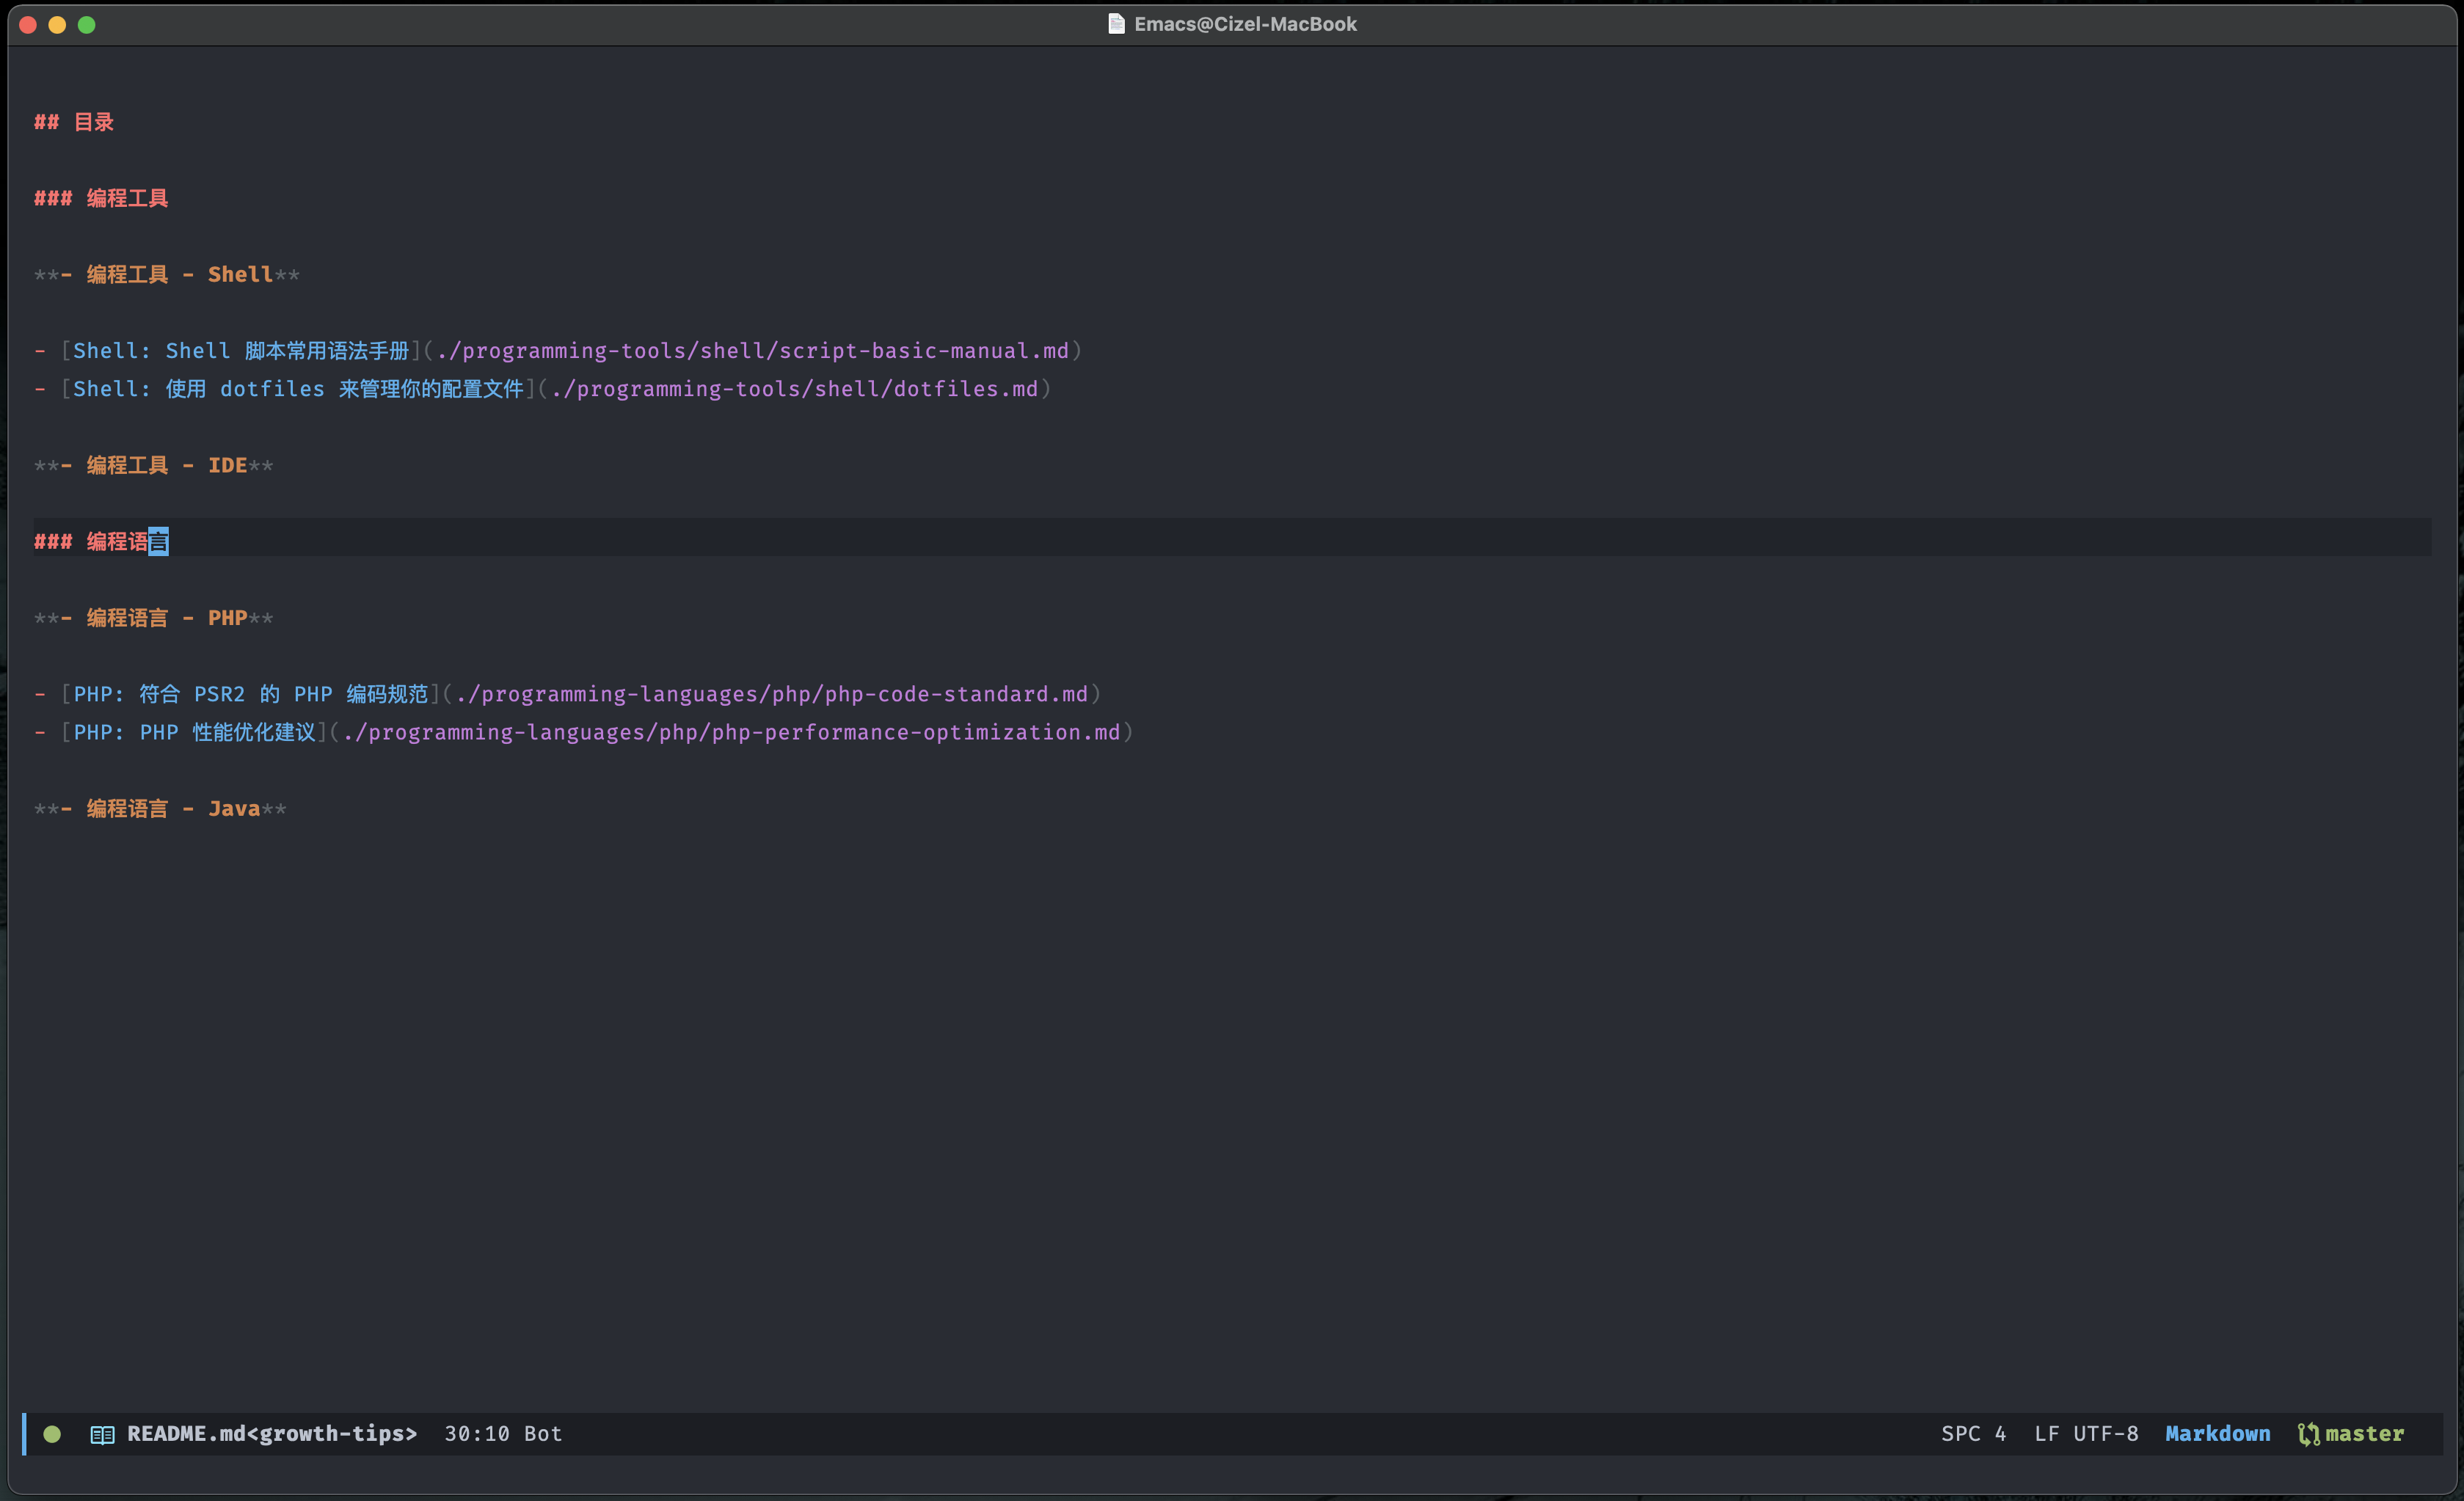 Emacs@Cizel-MacBook
## 目录
### 编程工具
**- 编程工具 - Shell**
- [Shell: Shell 脚本常用语法手册](./programming-tools/shell/script-basic-manual.md)
- [Shell: 使用 dotfiles 来管理你的配置文件](./programming-tools/shell/dotfiles.md)
**- 编程工具 - IDE**
### 编程语言
**- 编程语言 - PHP**
- [PHP: 符合 PSR2 的 PHP 编码规范](./programming-languages/php/php-code-standard.md)
- [PHP: PHP 性能优化建议](./programming-languages/php/php-performance-optimization.md)
**- 编程语言 - Java**
README.md<growth-tips> 30:10 Bot SPC 4 LF UTF-8 Markdown master